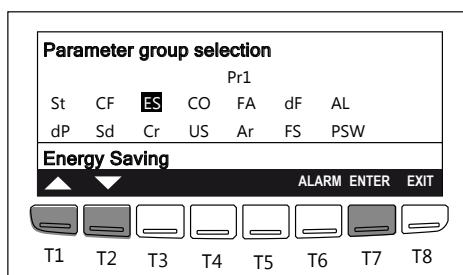 Parameter group selection
Pr1
St CF ES CO FA dF AL
dP Sd Cr US Ar FS PSW
Energy Saving
ALARM ENTER EXIT
T1 T2 T3 T4 T5 T6 T7 T8